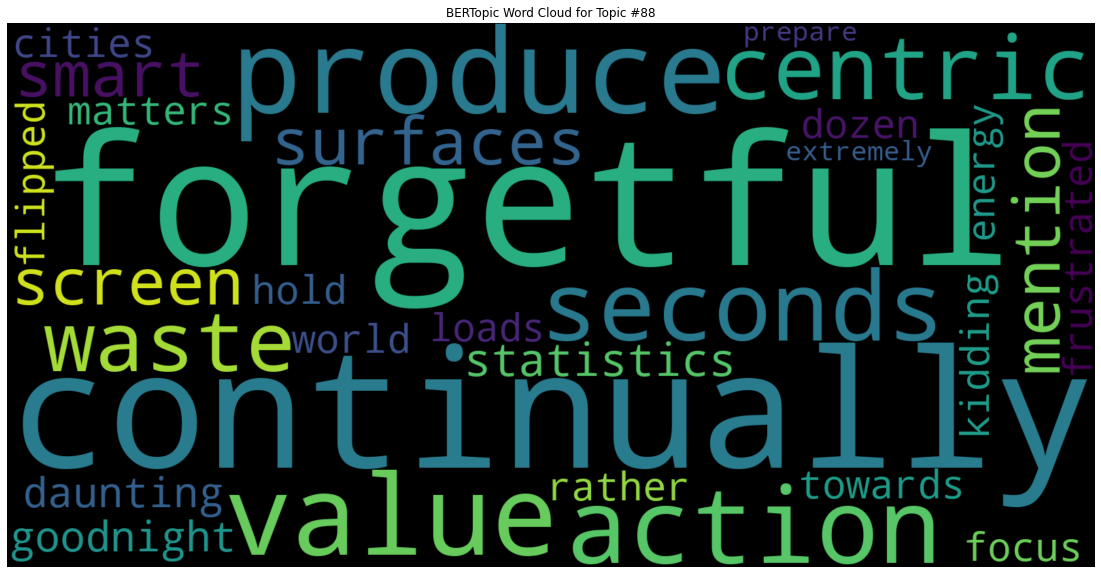 BERTopic Word Cloud for Topic #88
cities
prepare
smart
produce
centric
matters
surfaces
dozen
extremely
flipped
forgetful
energy
mention
frustrated
screen
hold
seconds
kidding
waste
world
loads
statistics
continually
daunting
value
rather
action
towards
goodnight
focus